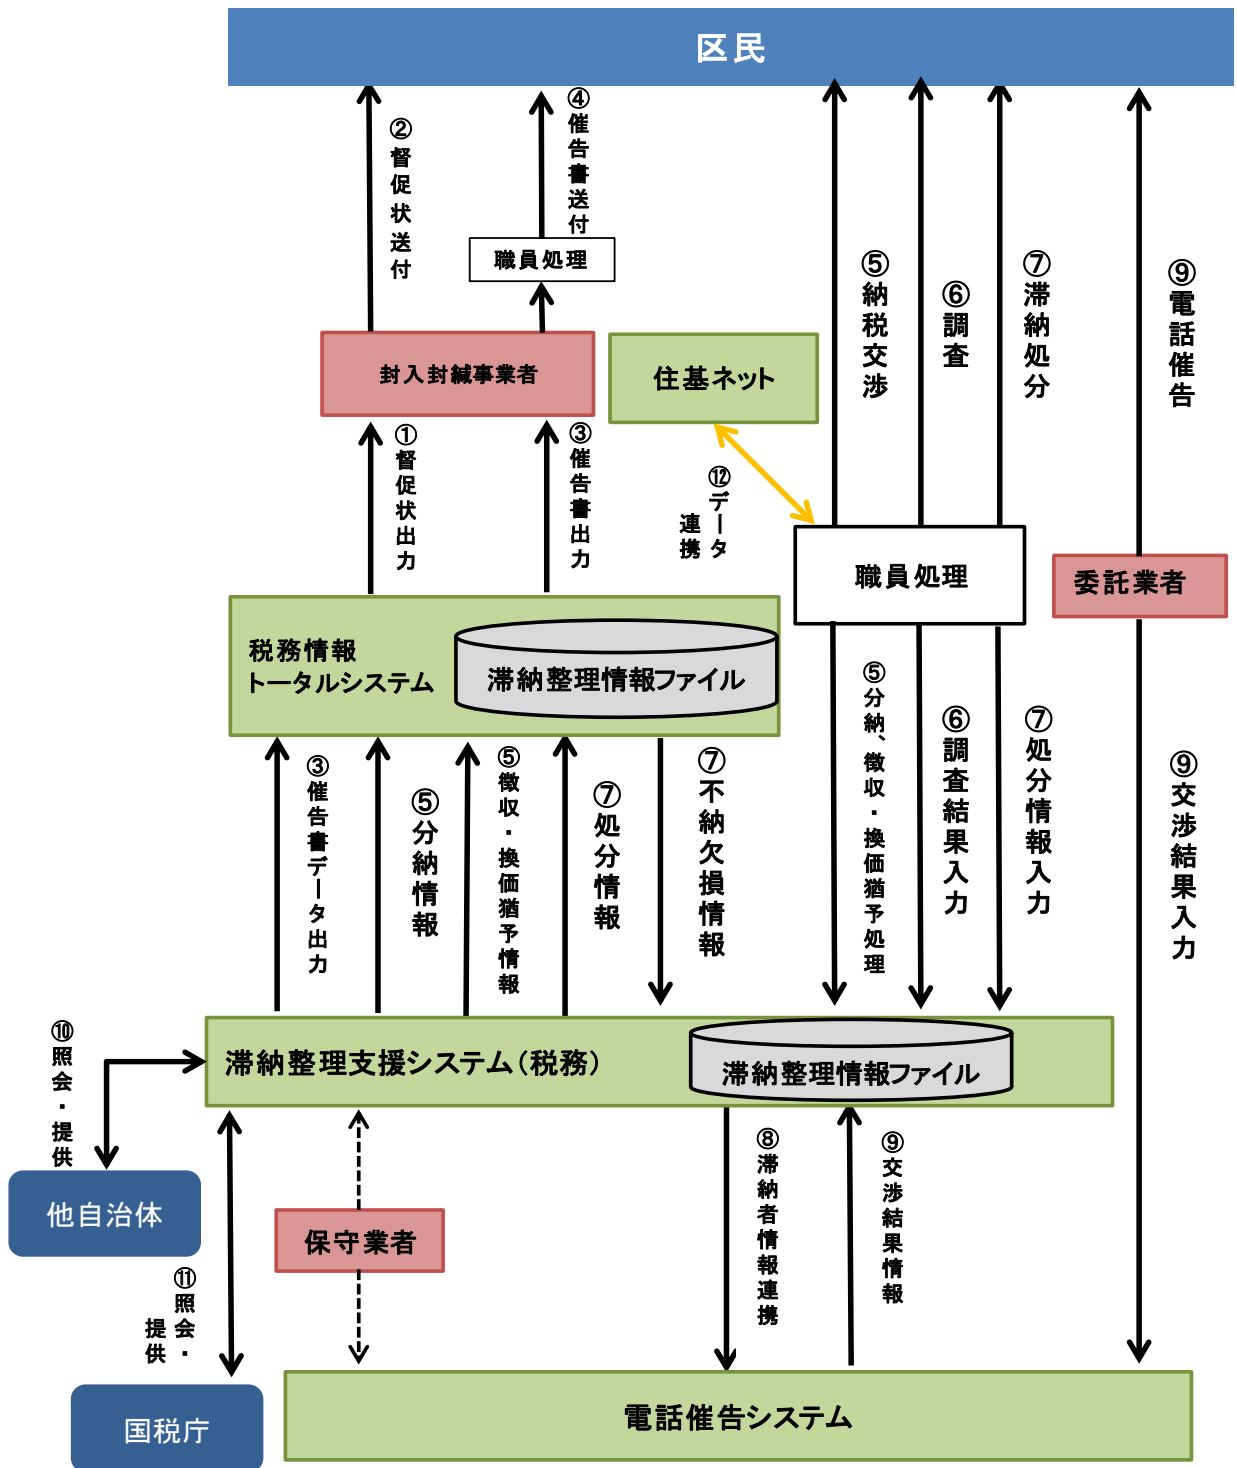 区民
②督促状送付
④催告書送付
職員処理
⑤納税交渉
⑥調査
⑦滞納処分
⑨電話催告
封入封緘事業者
住基ネット
①督促状出力
③催告書出力
⑫データ
連携
職員処理
委託業者
税務情報
トータルシステム
滞納整理情報ファイル
③催告書データ出力
⑤分納情報
⑤徴収・換価猶予情報
⑦処分情報
⑦不納欠損情報
⑤分納、徴収・換価猶予処理
⑥調査結果入力
⑦処分情報入力
⑨交渉結果入力
滞納整理支援システム（税務）
滞納整理情報ファイル
⑩照会・提供
他自治体
⑪照会・
提供
国税庁
保守業者
⑧滞納者情報連携
⑨交渉結果情報
電話催告システム